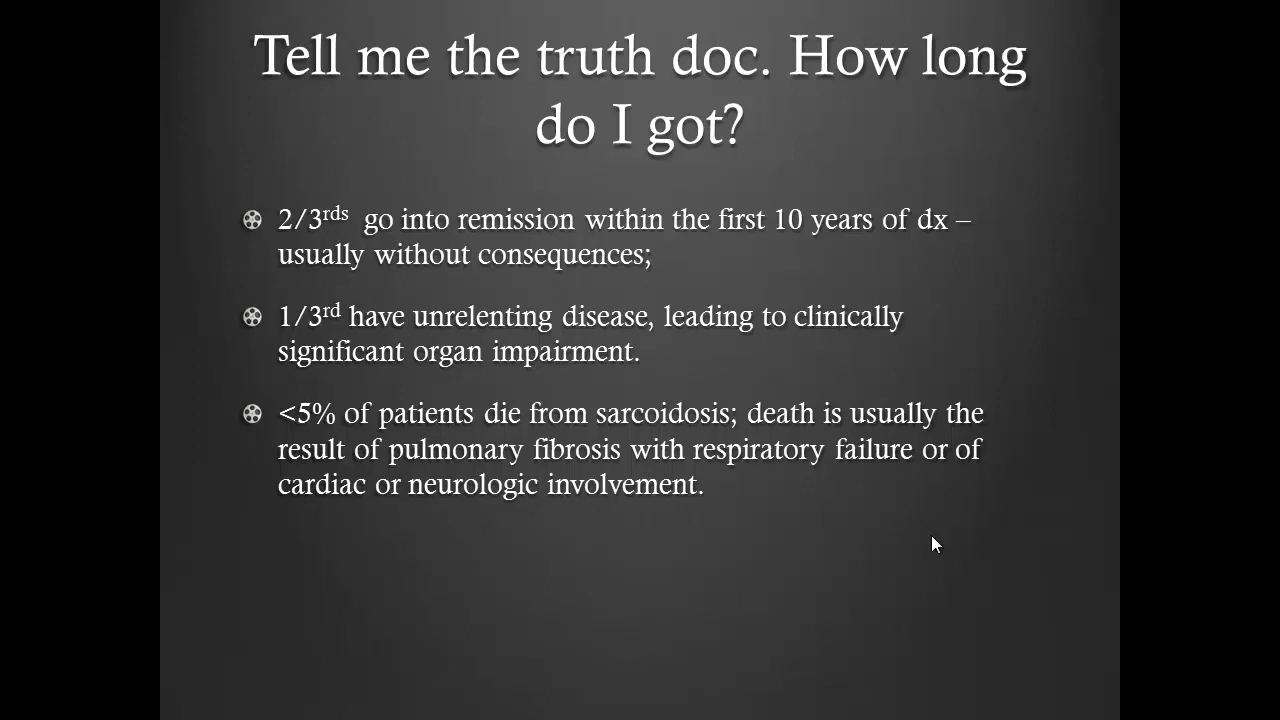 Tell me the truth doc. How long
do I got?
2/3rds go into remission within the first 10 years of dx –
usually without consequences;
1/3rd have unrelenting disease, leading to clinically
significant organ impairment.
<5% of patients die from sarcoidosis; death is usually the
result of pulmonary fibrosis with respiratory failure or of
cardiac or neurologic involvement.